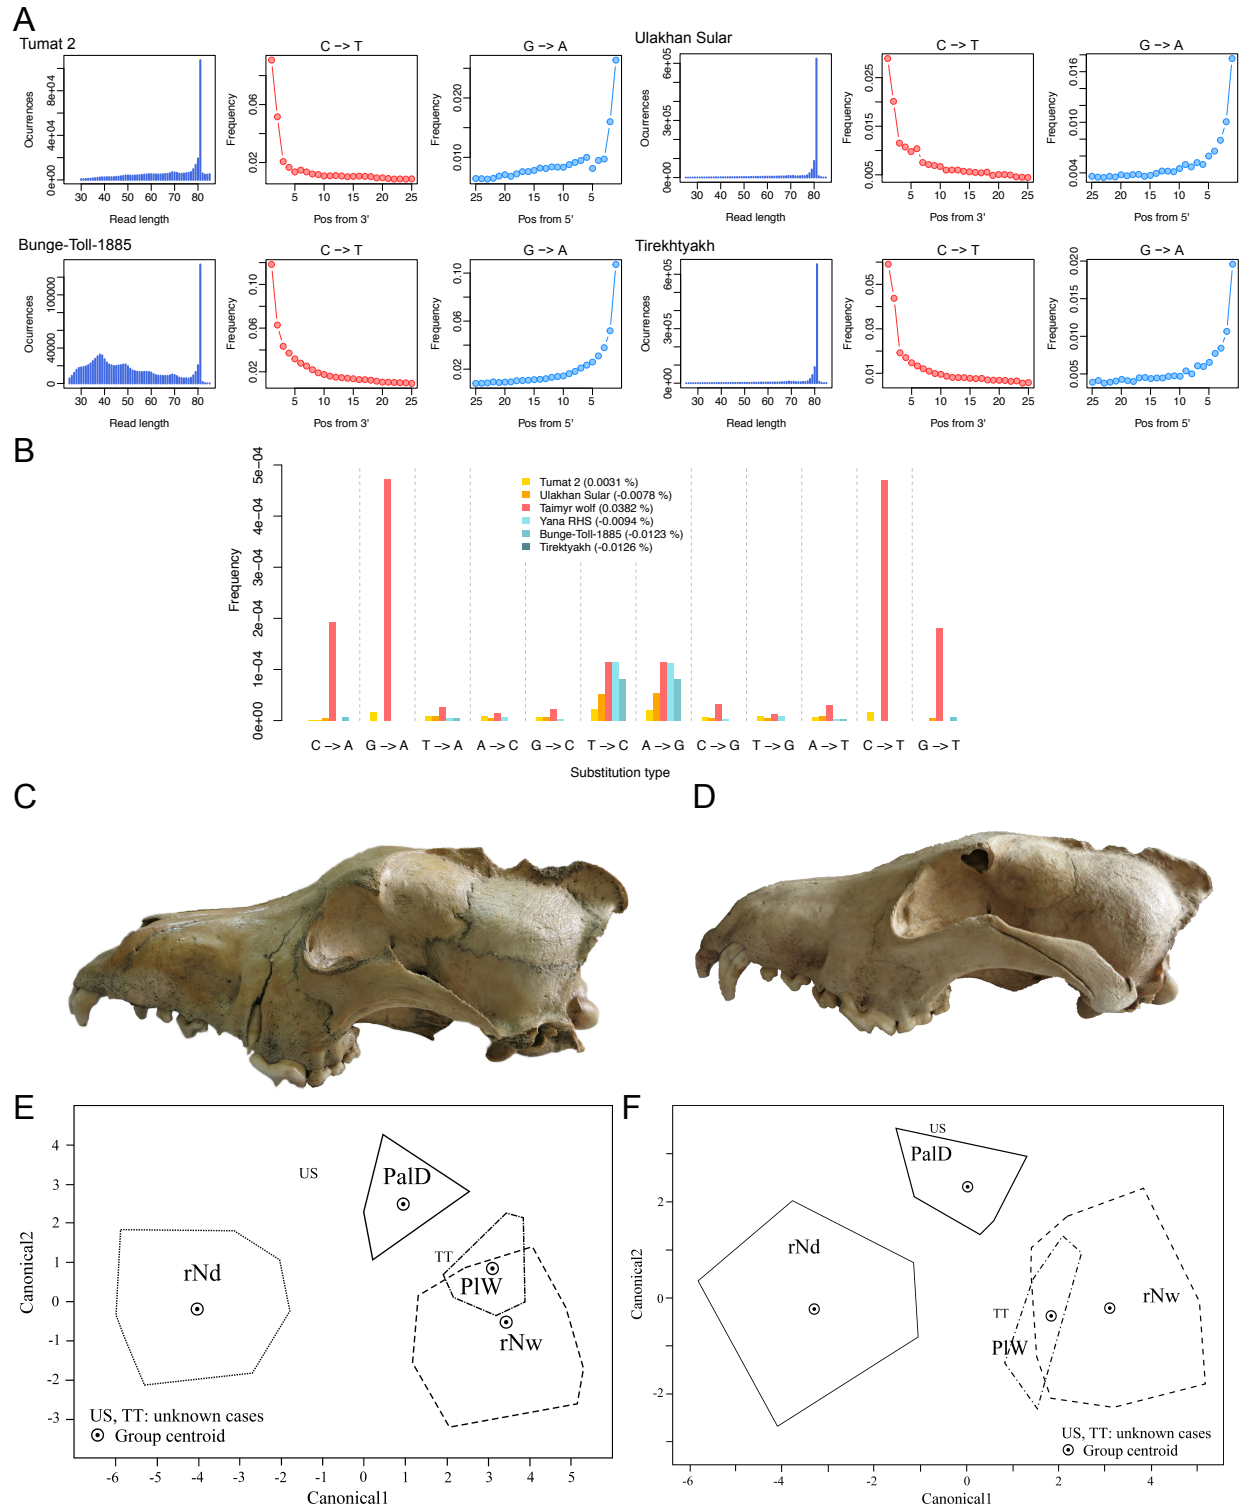 A
Tumat 2
C -> T
G -> A
Ulakhan Sular
C -> T
G -> A
Ocurrences
0e+00 4e+04 8e+04
30 40 50 60 70 80
Read length
Frequency
0.02 0.06
5 10 15 20 25
Pos from 3'
Frequency
0.010 0.020
25 20 15 10 5
Pos from 5'
Ocurrences
0e+00 1e+05 3e+05 6e+05
30 40 50 60 70 80
Read length
Frequency
0.005 0.015 0.025
5 10 15 20 25
Pos from 3'
Frequency
0.004 0.010 0.016
25 20 15 10 5
Pos from 5'
Bunge-Toll-1885
C -> T
G -> A
Tirekhtyakh
C -> T
G -> A
Ocurrences
0 40000 100000
30 40 50 60 70 80
Read length
Frequency
0.02 0.06 0.10
5 10 15 20 25
Pos from 3'
Frequency
0.02 0.06 0.10
25 20 15 10 5
Pos from 5'
Ocurrences
0e+00 1e+05 3e+05 6e+05
30 40 50 60 70 80
Read length
Frequency
0.01 0.03 0.05
5 10 15 20 25
Pos from 3'
Frequency
0.005 0.010 0.015 0.020
25 20 15 10 5
Pos from 5'
B
Frequency
0e+00 1e-04 2e-04 3e-04 4e-04 5e-04
Tumat 2 (0.0031 %)
Ulakhan Sular (-0.0078 %)
Taimyr wolf (0.0382 %)
Yana RHS (-0.0094 %)
Bunge-Toll-1885 (-0.0123 %)
Tirektyakh (-0.0126 %)
C -> A G -> A T -> A A -> C G -> C T -> C A -> G C -> G T -> G A -> T C -> T G -> T
Substitution type
C
D
E
Canonical2
4
3
2
1
0
-1
-2
-3
US
PalD
rNd
TT
PlW
rNw
US, TT: unknown cases
Group centroid
-6 -5 -4 -3 -2 -1 0 1 2 3 4 5
Canonical1
F
Canonical2
2
0
-2
US
PalD
rNd
rNw
TT
PlW
US, TT: unknown cases
Group centroid
-6 -4 -2 0 2 4
Canonical1